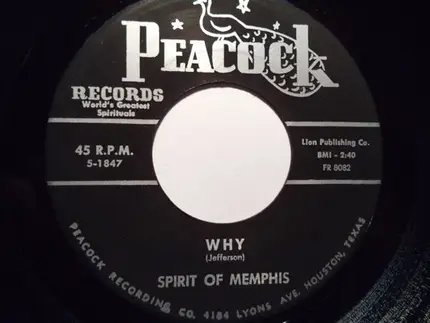 PEACOCK
RECORDS
World's Greatest
Spirituals
45 R.P.M.
5-1847
Lion Publishing Co.
BMI - 2:40
FR 8082
WHY
(Jefferson)
SPIRIT OF MEMPHIS
PEACOCK RECORDING CO. 4184 LYONS AVE. HOUSTON, TEXAS